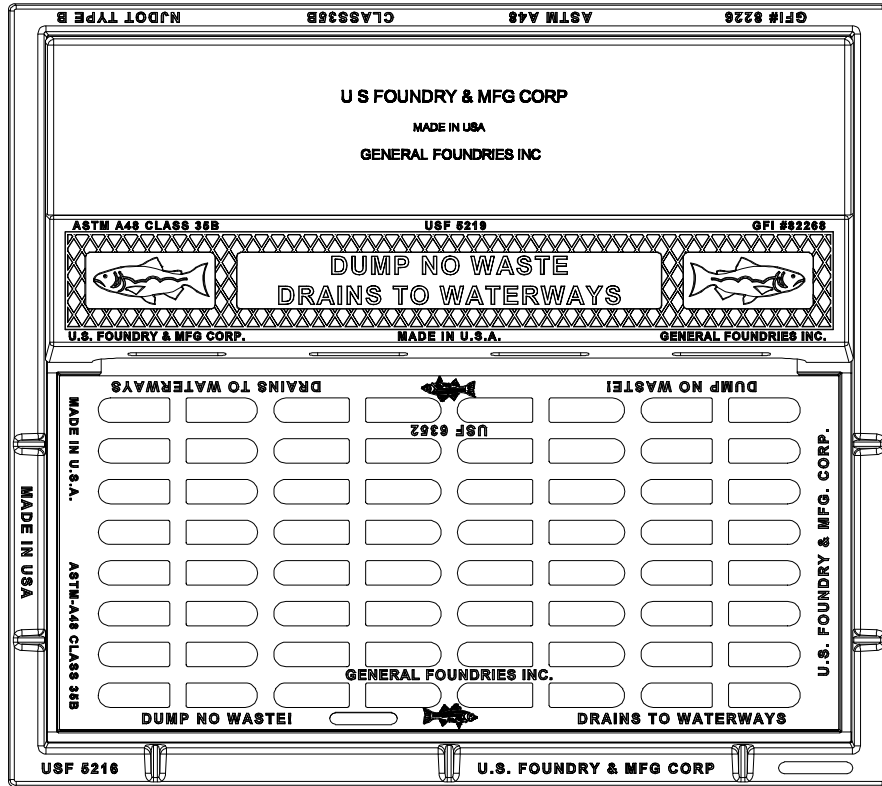 NJDOT TYPE B CLASS35B ASTM A48 GFI# 8226
U S FOUNDRY & MFG CORP
MADE IN USA
GENERAL FOUNDRIES INC
ASTM A48 CLASS 35B USF 5219 GFI #82268
DUMP NO WASTE
DRAINS TO WATERWAYS
U.S. FOUNDRY & MFG CORP. MADE IN U.S.A. GENERAL FOUNDRIES INC.
DRAINS TO WATERWAYS DUMP NO WASTE!
USF 6352
MADE IN U.S.A.
ASTM-A48 CLASS 35B
MADE IN USA
U.S. FOUNDRY & MFG. CORP.
GENERAL FOUNDRIES INC.
DUMP NO WASTE! DRAINS TO WATERWAYS
USF 5216 U.S. FOUNDRY & MFG CORP